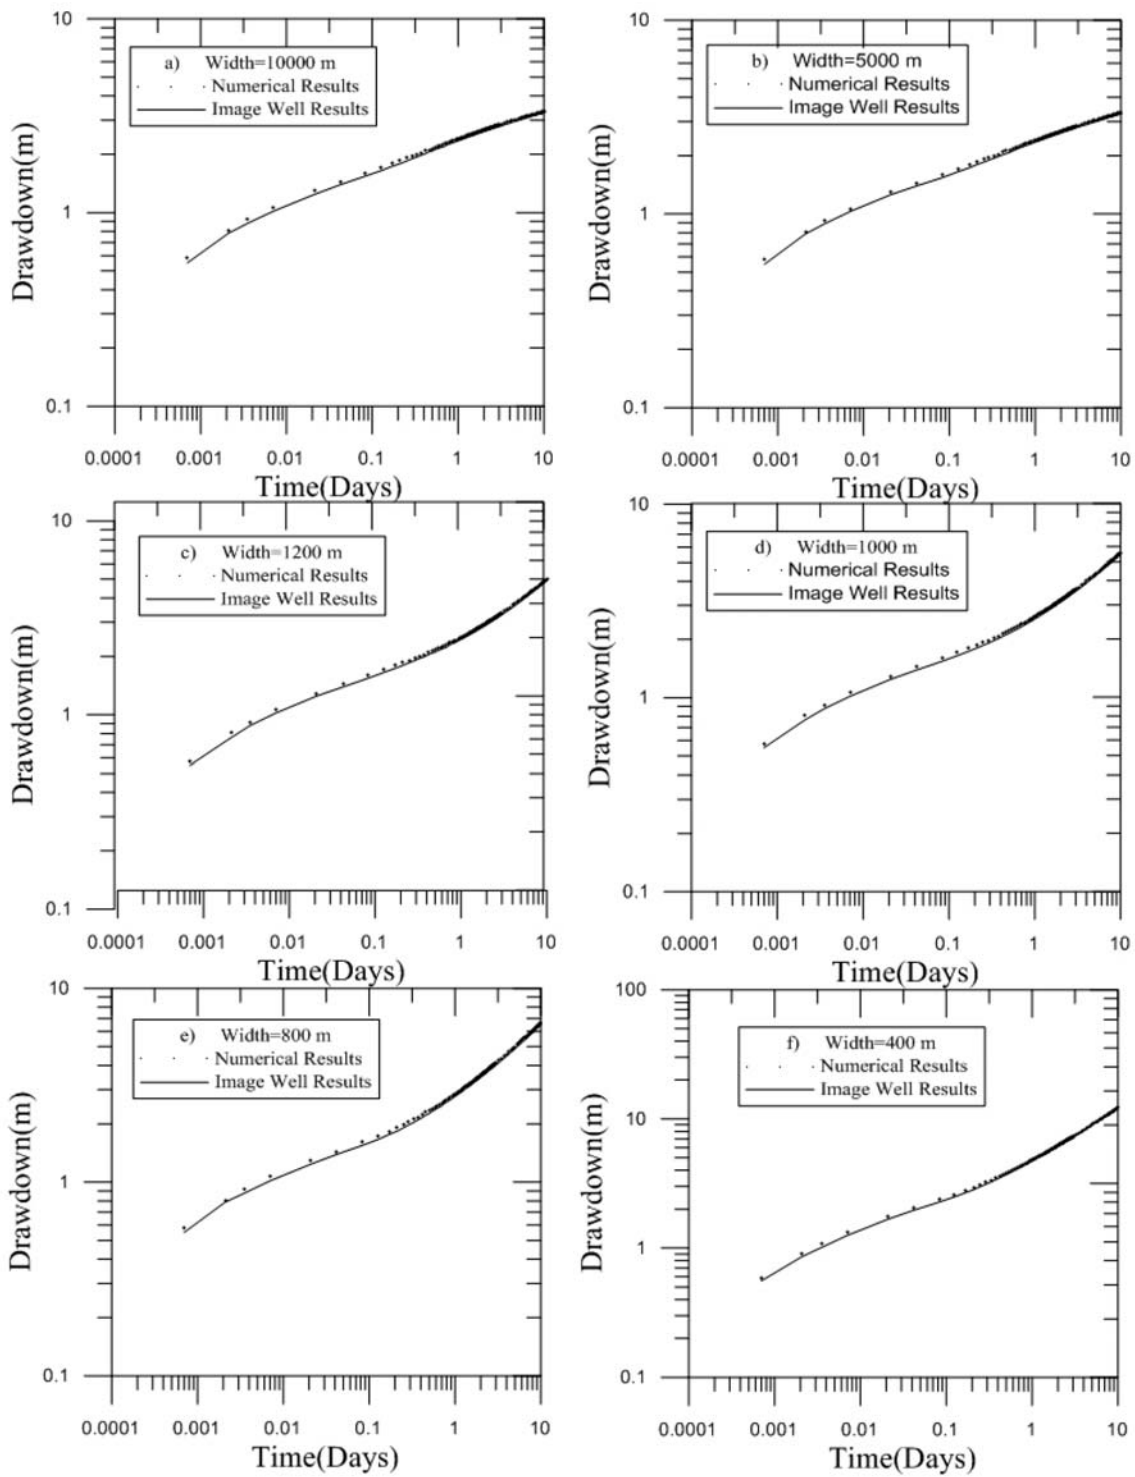 10
a) Width=10000 m
Numerical Results
Image Well Results
Drawdown(m)
1
0.1
0.0001 0.001 0.01 0.1 1 10
Time(Days)
10
b) Width=5000 m
Numerical Results
Image Well Results
Drawdown(m)
1
0.1
0.0001 0.001 0.01 0.1 1 10
Time(Days)
10
c) Width=1200 m
Numerical Results
Image Well Results
Drawdown(m)
1
0.1
0.0001 0.001 0.01 0.1 1 10
Time(Days)
10
d) Width=1000 m
Numerical Results
Image Well Results
Drawdown(m)
1
0.1
0.0001 0.001 0.01 0.1 1 10
Time(Days)
10
e) Width=800 m
Numerical Results
Image Well Results
Drawdown(m)
1
0.1
0.0001 0.001 0.01 0.1 1 10
Time(Days)
100
f) Width=400 m
Numerical Results
Image Well Results
10
Drawdown(m)
1
0.1
0.0001 0.001 0.01 0.1 1 10
Time(Days)